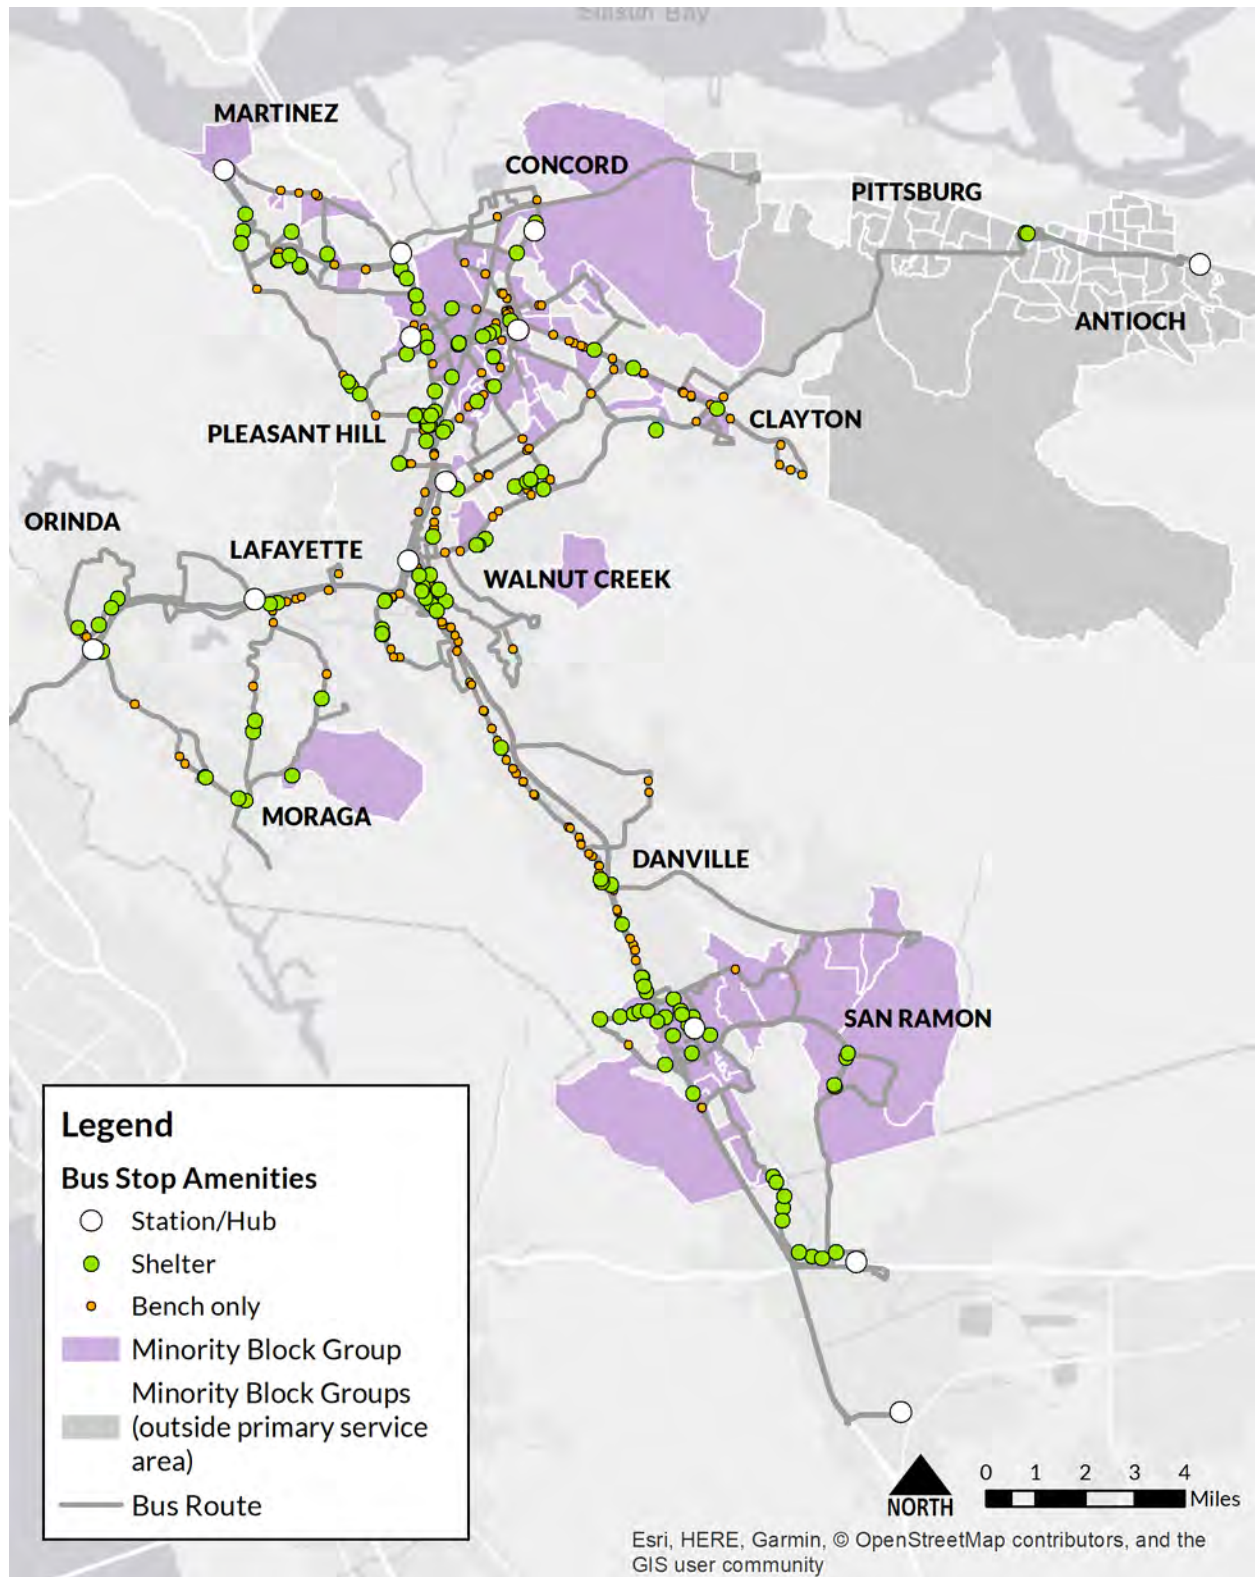 Suisun Bay
MARTINEZ
CONCORD
PITTSBURG
ANTIOCH
CLAYTON
PLEASANT HILL
ORINDA
LAFAYETTE
WALNUT CREEK
MORAGA
DANVILLE
SAN RAMON
Legend
Bus Stop Amenities
Station/Hub
Shelter
Bench only
Minority Block Group
Minority Block Groups
(outside primary service
area)
Bus Route
0 1 2 3 4
Miles
NORTH
Esri, HERE, Garmin, © OpenStreetMap contributors, and the
GIS user community